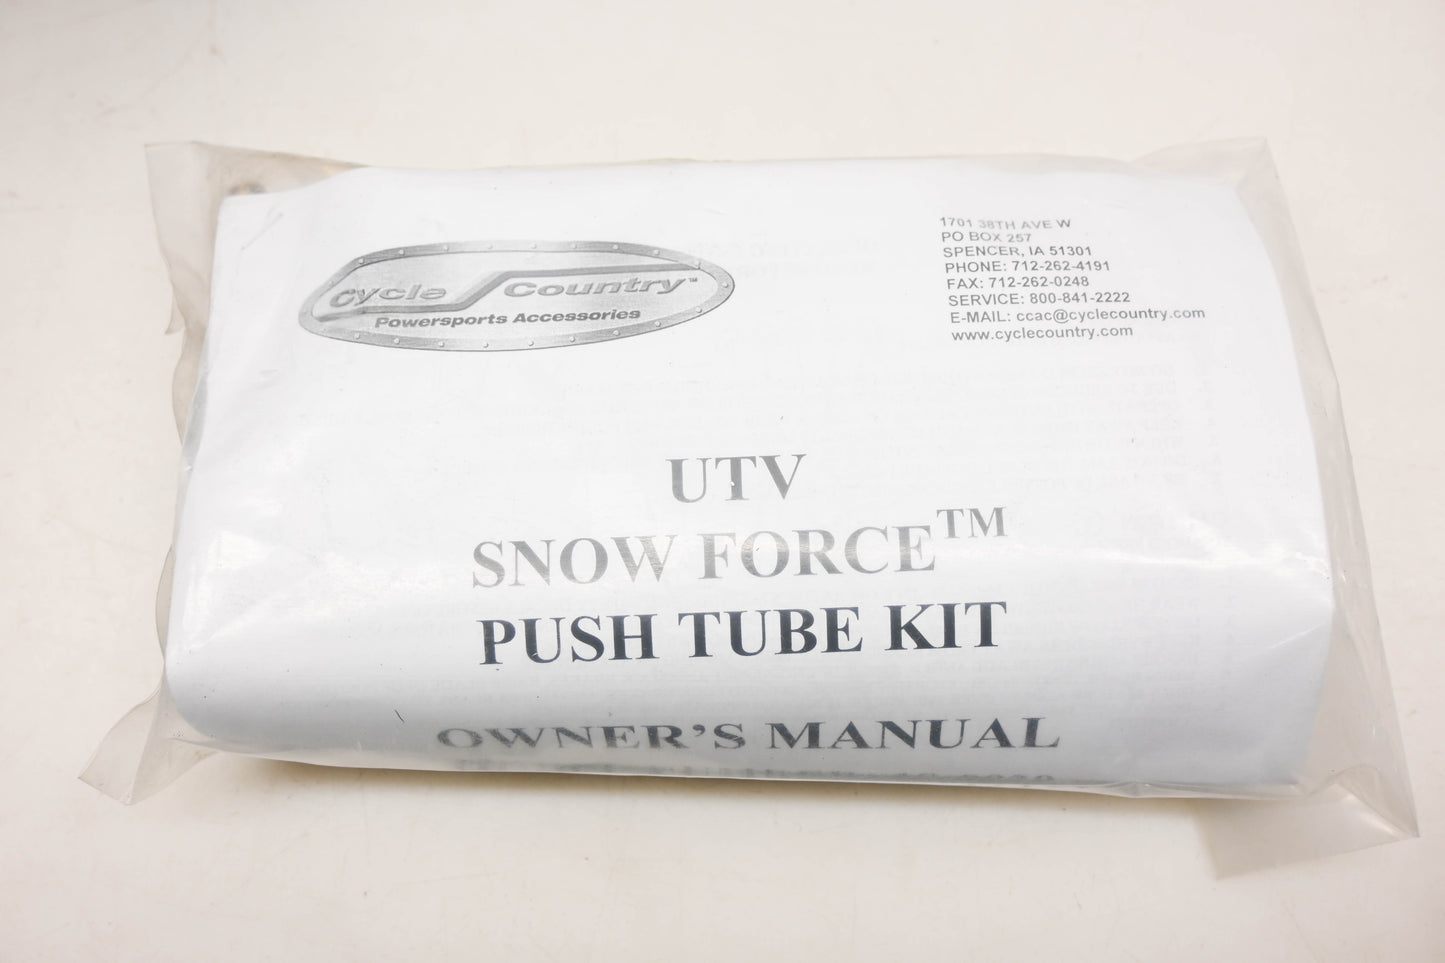 Cycle Country™
Powersports Accessories
1701 38TH AVE W
PO BOX 257
SPENCER, IA 51301
PHONE: 712-262-4191
FAX: 712-262-0248
SERVICE: 800-841-2222
E-MAIL: ccac@cyclecountry.com
www.cyclecountry.com
UTV
SNOW FORCE™
PUSH TUBE KIT
OWNER'S MANUAL